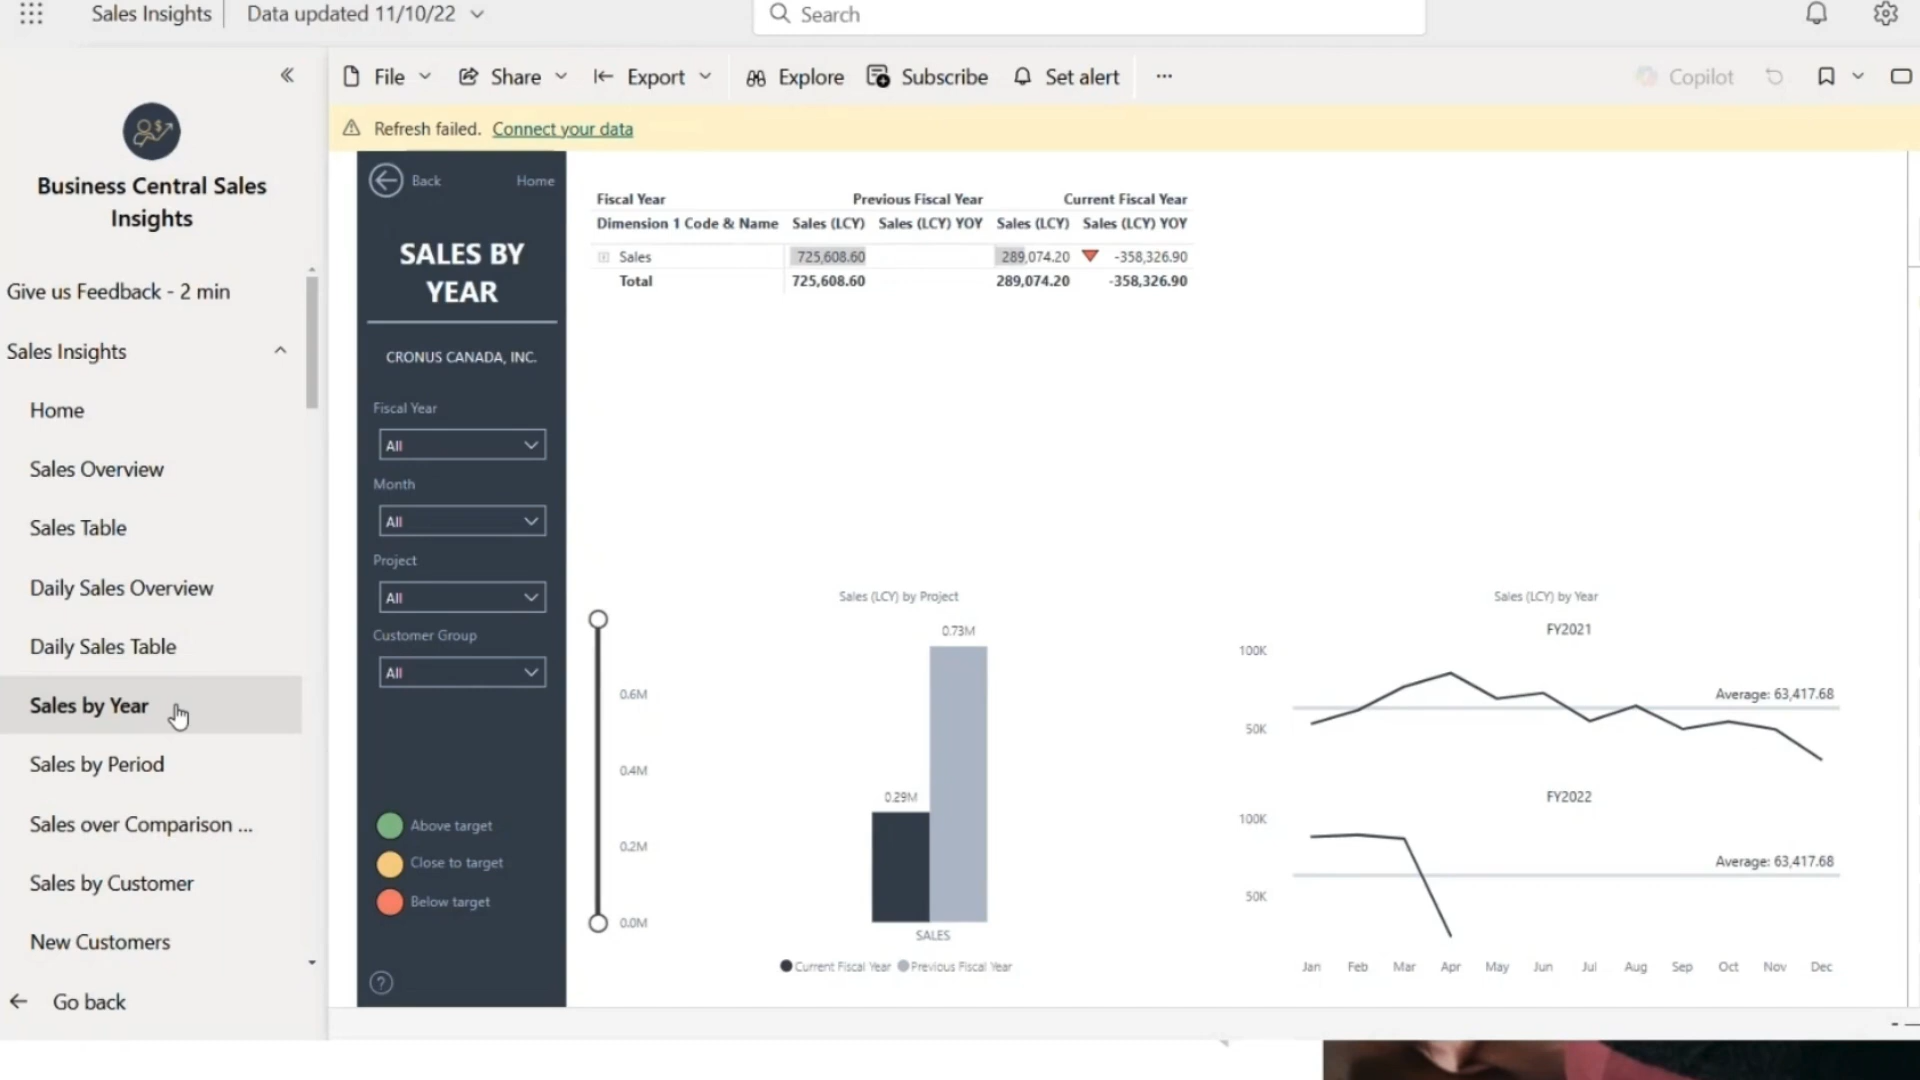 Sales Insights
Data updated 11/10/22
Search
File
Share
Export
Explore
Subscribe
Set alert
...
Copilot
Refresh failed. Connect your data
Business Central Sales
Insights
Give us Feedback - 2 min
Sales Insights
Home
Sales Overview
Sales Table
Daily Sales Overview
Daily Sales Table
Sales by Year
Sales by Period
Sales over Comparison ...
Sales by Customer
New Customers
Go back
Back
Home
SALES BY
YEAR
CRONUS CANADA, INC.
Fiscal Year
All
Month
All
Project
All
Customer Group
All
Above target
Close to target
Below target
?
Fiscal Year Previous Fiscal Year Current Fiscal Year
Dimension 1 Code & Name Sales (LCY) Sales (LCY) YOY Sales (LCY) Sales (LCY) YOY
Sales 725,608.60 289,074.20 -358,326.90
Total 725,608.60 289,074.20 -358,326.90
Sales (LCY) by Project
0.73M
0.6M
0.4M
0.29M
0.2M
0.0M
SALES
Current Fiscal Year Previous Fiscal Year
Sales (LCY) by Year
FY2021
100K
Average: 63,417.68
50K
FY2022
100K
Average: 63,417.68
50K
Jan Feb Mar Apr May Jun Jul Aug Sep Oct Nov Dec